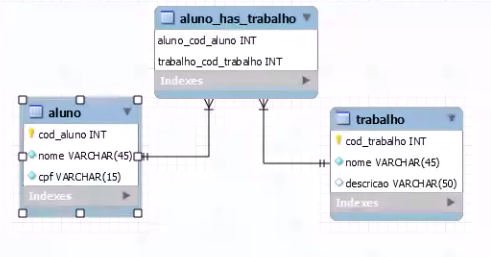 aluno_has_trabalho
aluno_cod_aluno INT
trabalho_cod_trabalho INT
Indexes
aluno
cod_aluno INT
nome VARCHAR(45)
cpf VARCHAR(15)
Indexes
trabalho
cod_trabalho INT
nome VARCHAR(45)
descricao VARCHAR(50)
Indexes